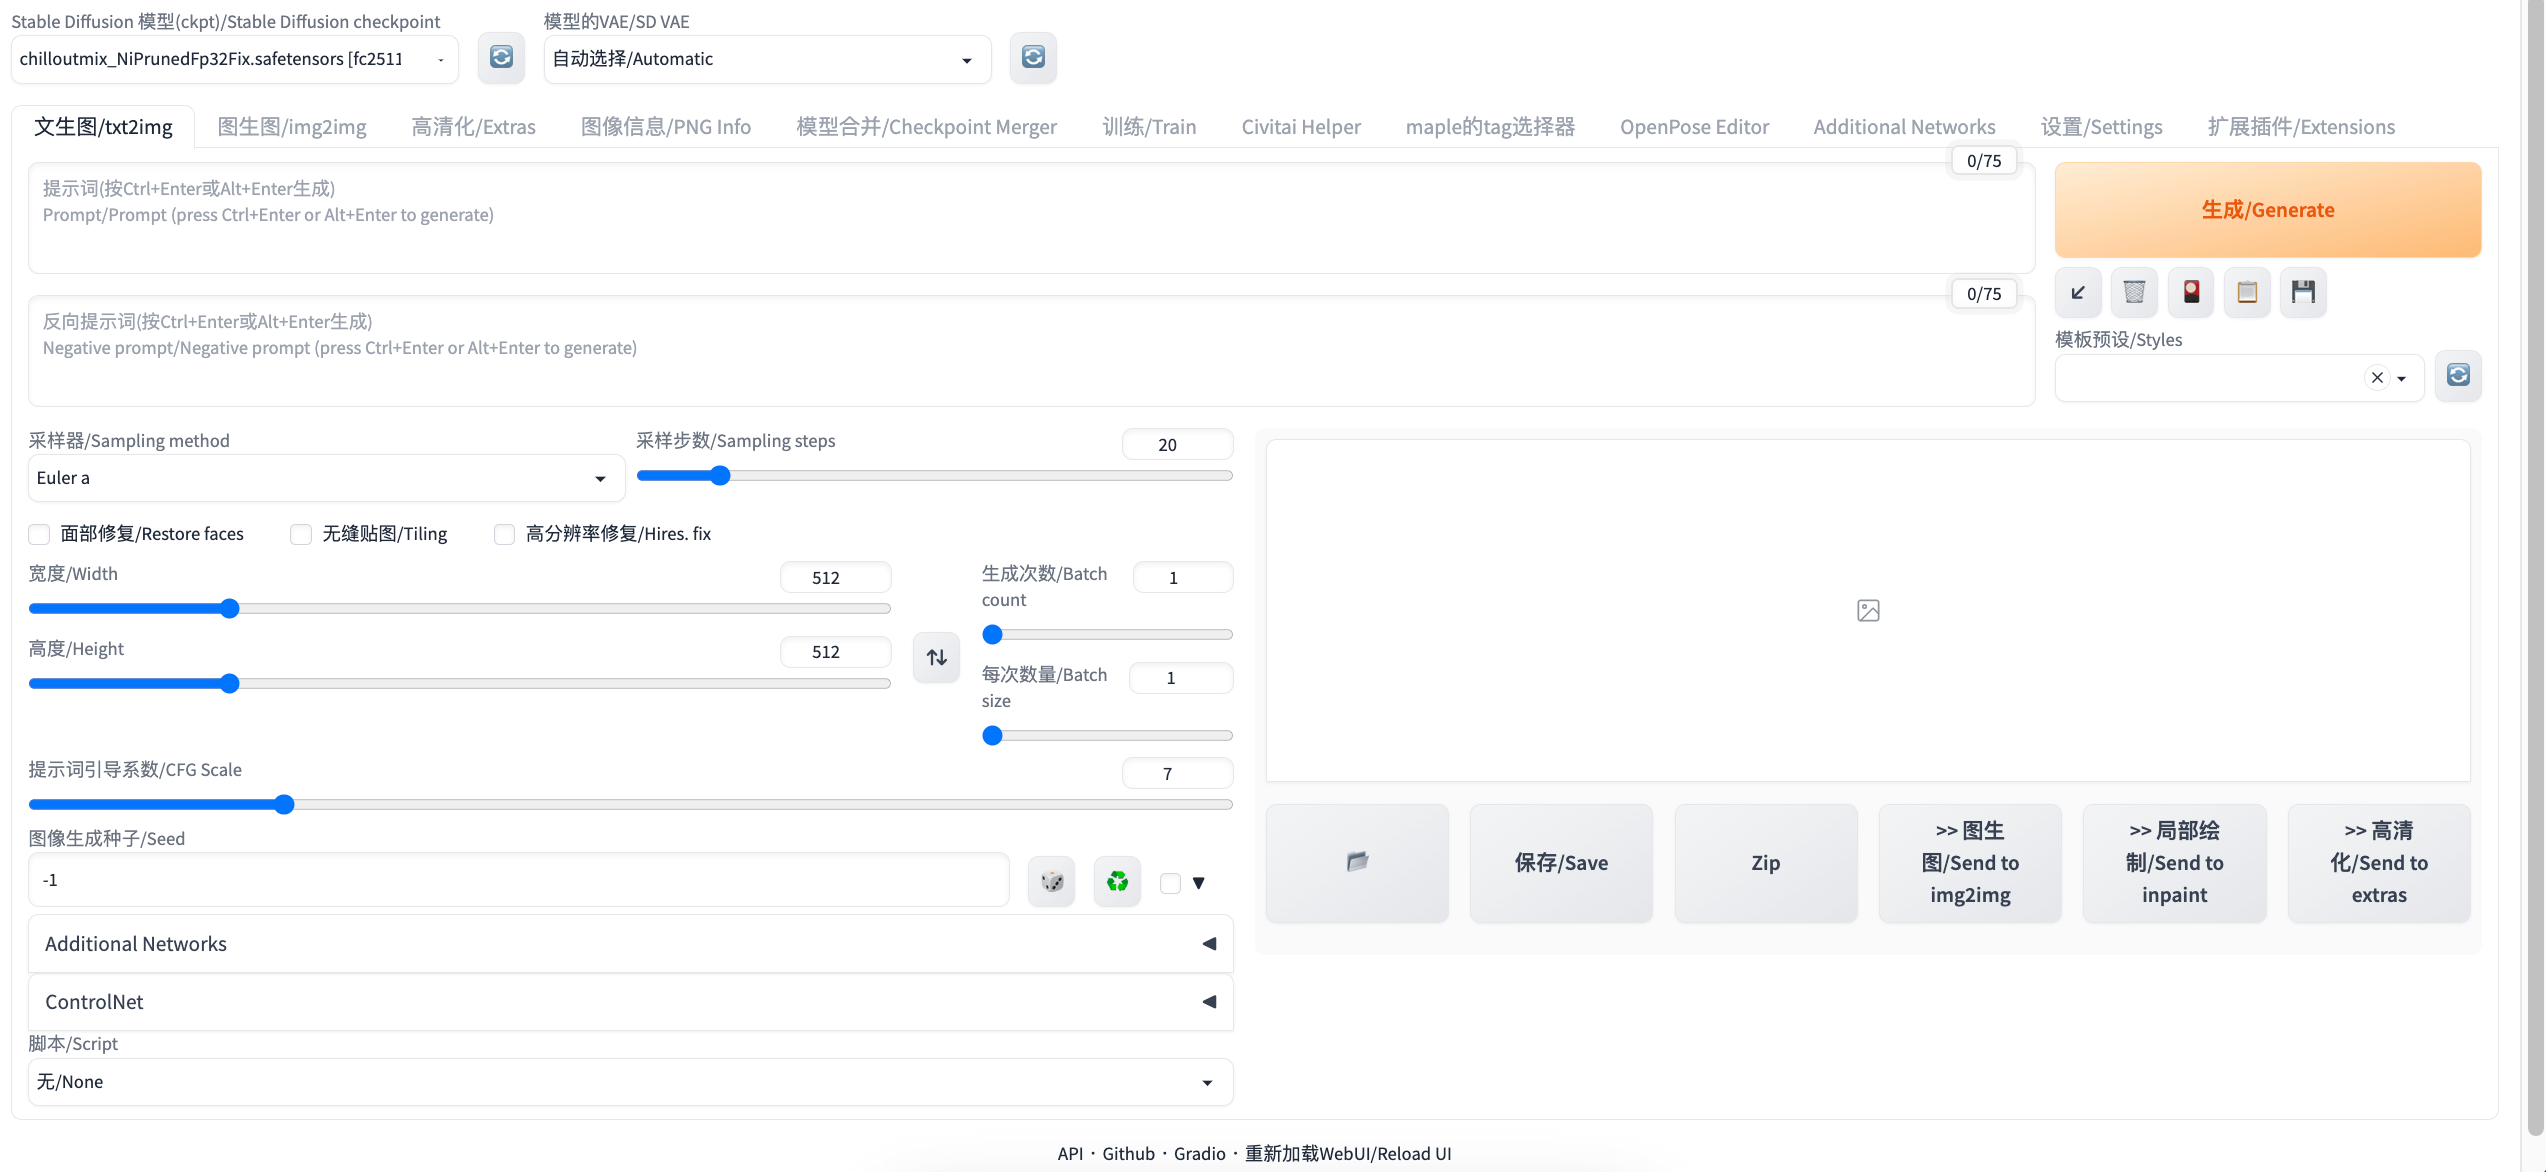 Stable Diffusion 模型(ckpt)/Stable Diffusion checkpoint
模型的VAE/SD VAE
chilloutmix_NiPrunedFp32Fix.safetensors [fc2511
自动选择/Automatic
文生图/txt2img
图生图/img2img
高清化/Extras
图像信息/PNG Info
模型合并/Checkpoint Merger
训练/Train
Civitai Helper
maple的tag选择器
OpenPose Editor
Additional Networks
设置/Settings
扩展插件/Extensions
0/75
提示词(按Ctrl+Enter或Alt+Enter生成)
Prompt/Prompt (press Ctrl+Enter or Alt+Enter to generate)
生成/Generate
0/75
反向提示词(按Ctrl+Enter或Alt+Enter生成)
Negative prompt/Negative prompt (press Ctrl+Enter or Alt+Enter to generate)
模板预设/Styles
采样器/Sampling method
Euler a
采样步数/Sampling steps
20
面部修复/Restore faces
无缝贴图/Tiling
高分辨率修复/Hires. fix
宽度/Width
512
高度/Height
512
生成次数/Batch
count
1
每次数量/Batch
size
1
提示词引导系数/CFG Scale
7
图像生成种子/Seed
-1
保存/Save
Zip
>> 图生
图/Send to
img2img
>> 局部绘
制/Send to
inpaint
>> 高清
化/Send to
extras
Additional Networks
ControlNet
脚本/Script
无/None
API · Github · Gradio · 重新加载WebUI/Reload UI